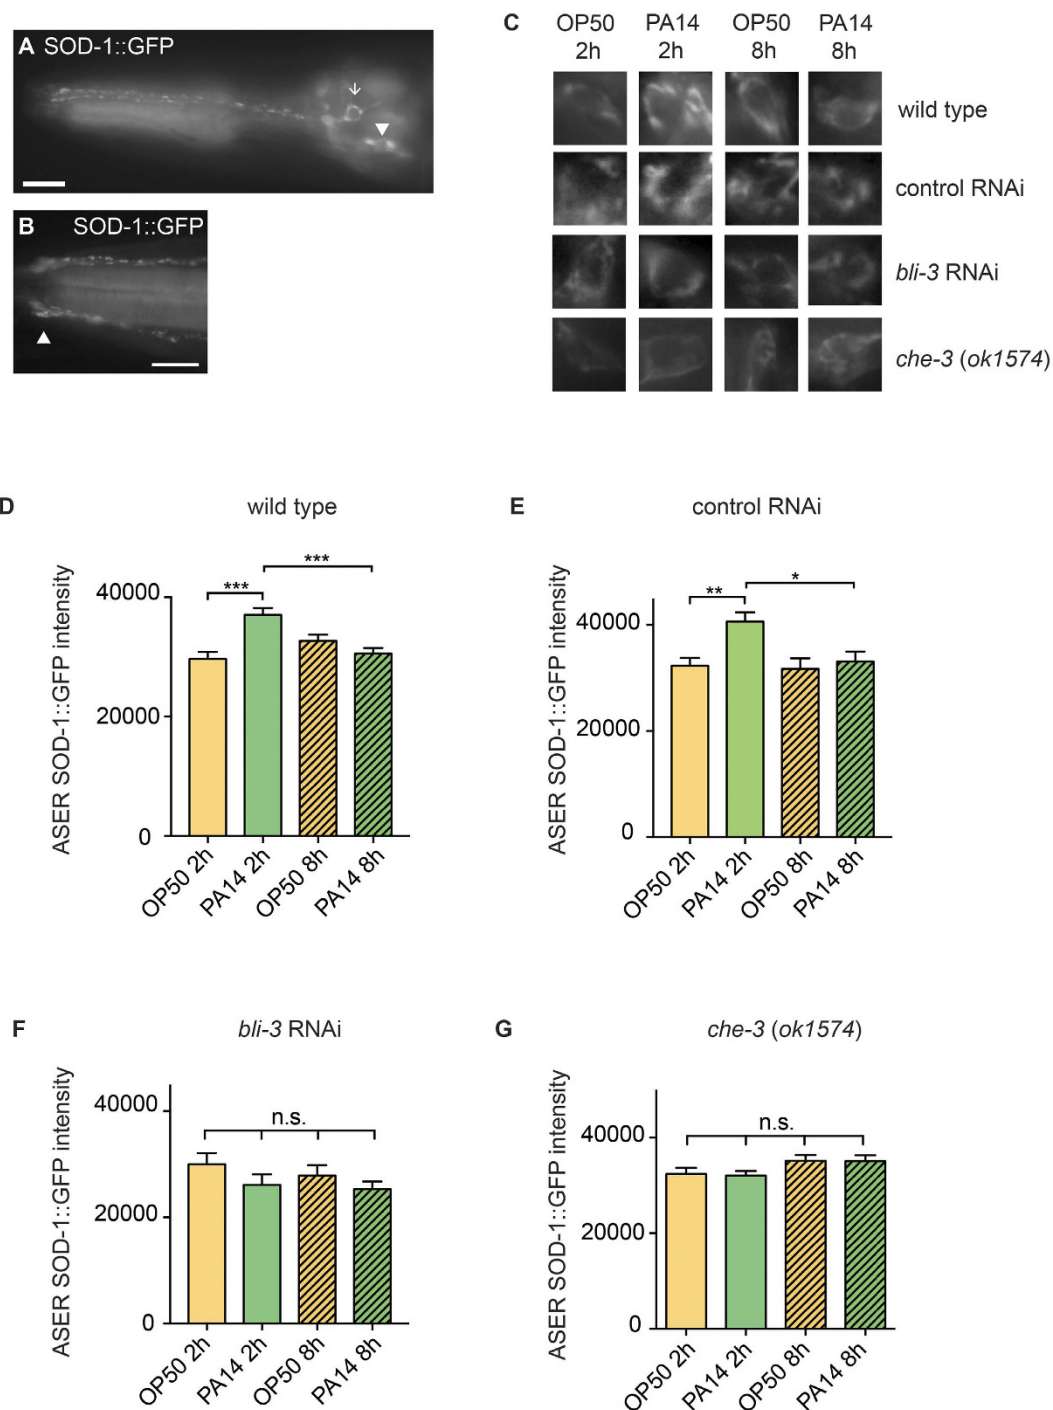 A SOD-1::GFP
B SOD-1::GFP
C OP50 PA14 OP50 PA14
2h 2h 8h 8h
wild type
control RNAi
bli-3 RNAi
che-3 (ok1574)
D wild type
ASER SOD-1::GFP intensity
40000
20000
0
***
***
OP50 2h
PA14 2h
OP50 8h
PA14 8h
E control RNAi
ASER SOD-1::GFP intensity
40000
20000
0
**
*
OP50 2h
PA14 2h
OP50 8h
PA14 8h
F bli-3 RNAi
ASER SOD-1::GFP intensity
40000
20000
0
n.s.
OP50 2h
PA14 2h
OP50 8h
PA14 8h
G che-3 (ok1574)
ASER SOD-1::GFP intensity
40000
20000
0
n.s.
OP50 2h
PA14 2h
OP50 8h
PA14 8h